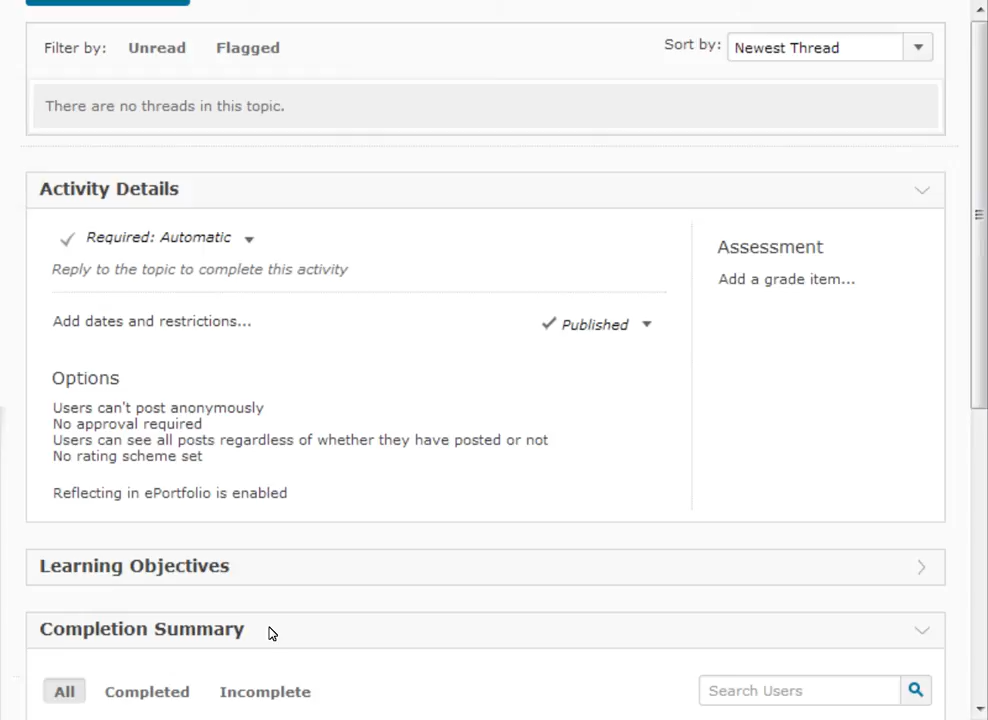 Filter by: Unread Flagged Sort by: Newest Thread
There are no threads in this topic.
Activity Details
Required: Automatic
Reply to the topic to complete this activity
Assessment
Add a grade item...
Add dates and restrictions...
Published
Options
Users can't post anonymously
No approval required
Users can see all posts regardless of whether they have posted or not
No rating scheme set
Reflecting in ePortfolio is enabled
Learning Objectives
Completion Summary
All Completed Incomplete Search Users